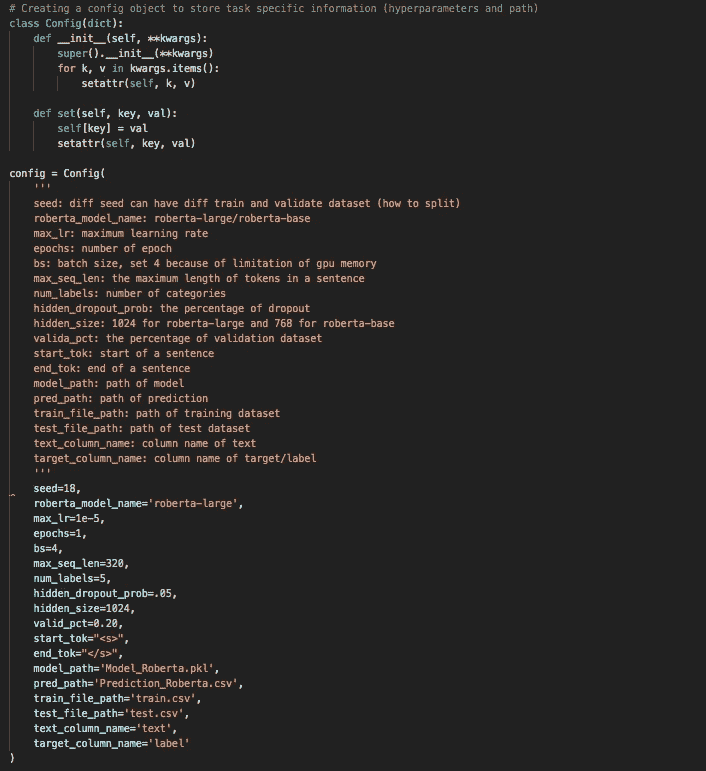 # Creating a config object to store task specific information (hyperparameters and path)
class Config(dict):
    def __init__(self, **kwargs):
        super().__init__(**kwargs)
        for k, v in kwargs.items():
            setattr(self, k, v)

    def set(self, key, val):
        self[key] = val
        setattr(self, key, val)

config = Config(
    '''
    seed: diff seed can have diff train and validate dataset (how to split)
    roberta_model_name: roberta-large/roberta-base
    max_lr: maximum learning rate
    epochs: number of epoch
    bs: batch size, set 4 because of limitation of gpu memory
    max_seq_len: the maximum length of tokens in a sentence
    num_labels: number of categories
    hidden_dropout_prob: the percentage of dropout
    hidden_size: 1024 for roberta-large and 768 for roberta-base
    valida_pct: the percentage of validation dataset
    start_tok: start of a sentence
    end_tok: end of a sentence
    model_path: path of model
    pred_path: path of prediction
    train_file_path: path of training dataset
    test_file_path: path of test dataset
    text_column_name: column name of text
    target_column_name: column name of target/label
    '''
    seed=18,
    roberta_model_name='roberta-large',
    max_lr=1e-5,
    epochs=1,
    bs=4,
    max_seq_len=320,
    num_labels=5,
    hidden_dropout_prob=.05,
    hidden_size=1024,
    valid_pct=0.20,
    start_tok="<s>",
    end_tok="</s>",
    model_path='Model_Roberta.pkl',
    pred_path='Prediction_Roberta.csv',
    train_file_path='train.csv',
    test_file_path='test.csv',
    text_column_name='text',
    target_column_name='label'
)